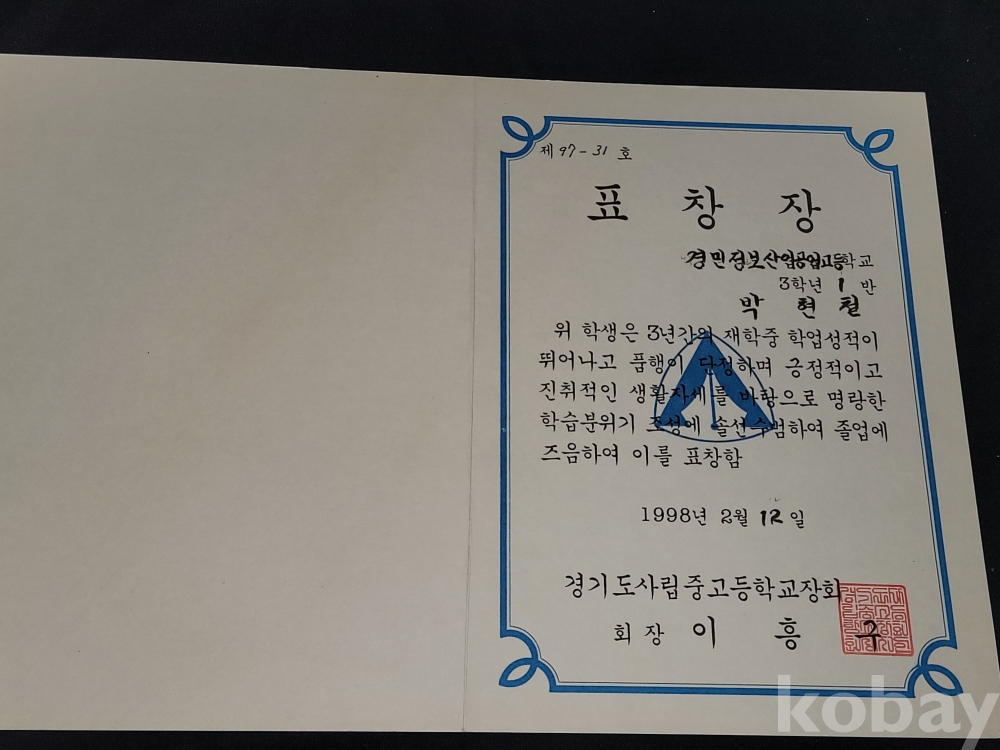 제 97-31 호
표 창 장
경민정보산업공업고등학교
3학년 1 반
박 현 철
위 학생은 3년간의 재학중 학업성적이
뛰어나고 품행이 단정하며 긍정적이고
진취적인 생활자세를 바탕으로 명랑한
학습분위기 조성에 솔선수범하여 졸업에
즈음하여 이를 표창함
1998년 2월 12일
경기도사립중고등학교장회
회 장 이 흥 구
kobay